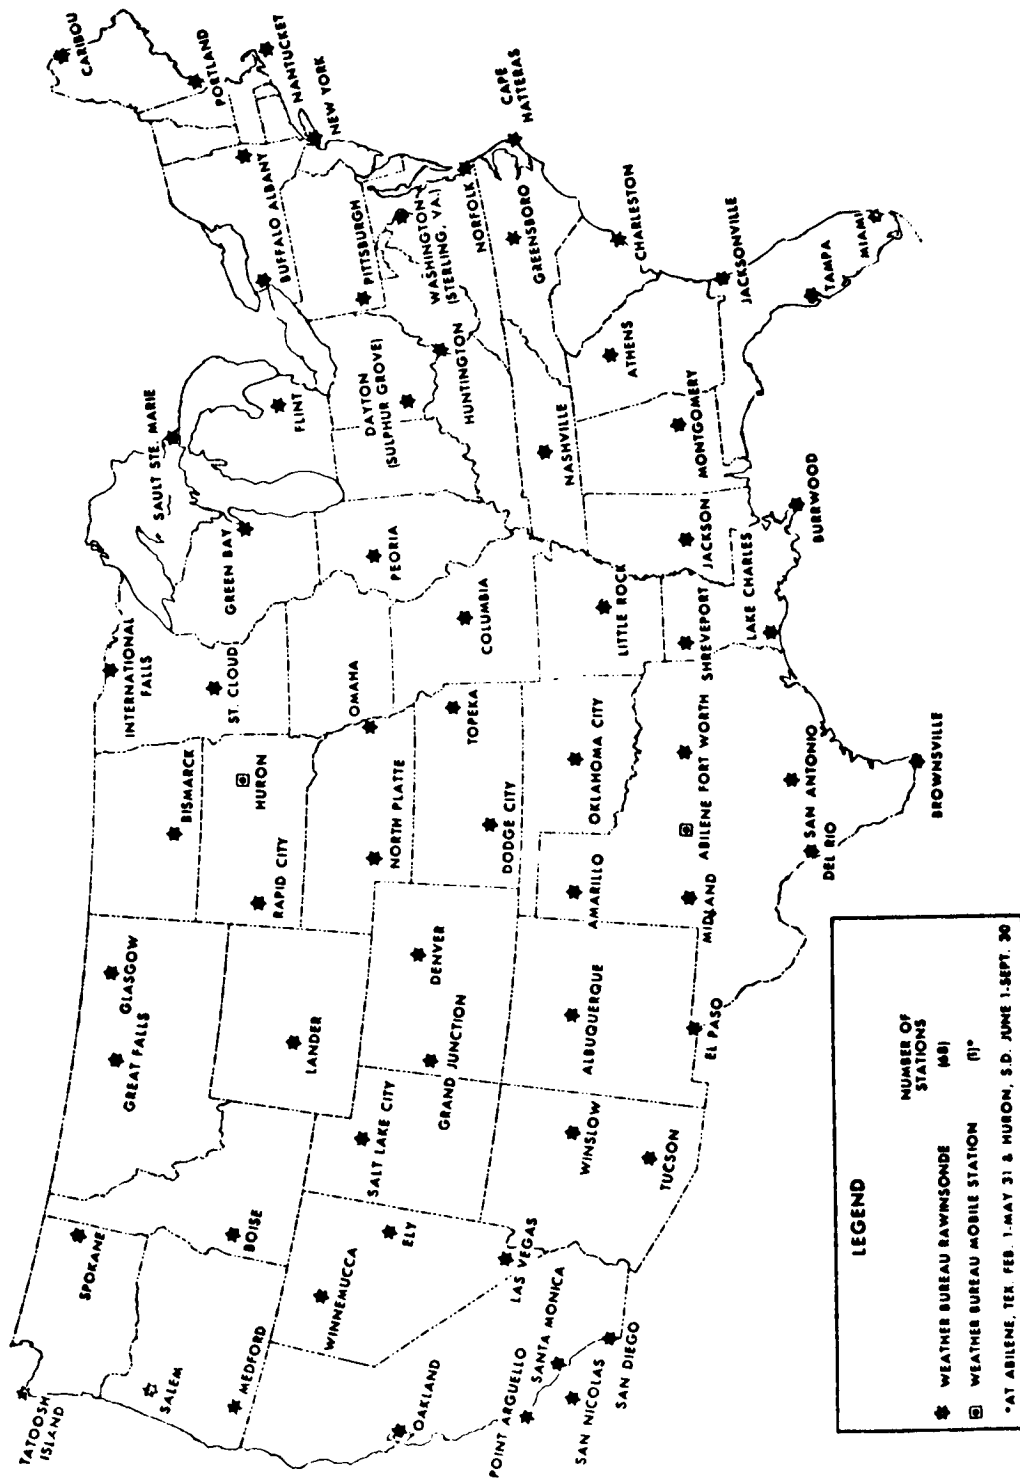 TATOOSH
ISLAND
SPOKANE
SALEM
MEDFORD
BOISE
GREAT FALLS
GLASGOW
BISMARCK
INTERNATIONAL
FALLS
ST. CLOUD
HURON
RAPID CITY
LANDER
WINNEMUCCA
ELY
SALT LAKE CITY
OAKLAND
GRAND JUNCTION
DENVER
NORTH PLATTE
OMAHA
TOPEKA
DODGE CITY
LAS VEGAS
POINT ARGUELLO
SANTA MONICA
SAN NICOLAS
SAN DIEGO
WINSLOW
TUCSON
ALBUQUERQUE
EL PASO
AMARILLO
OKLAHOMA CITY
MIDLAND
ABILENE
FORT WORTH
SHREVEPORT
JACKSON
MONTGOMERY
DEL RIO
SAN ANTONIO
BROWNSVILLE
LAKE CHARLES
BURRWOOD
LITTLE ROCK
COLUMBIA
PEORIA
GREEN BAY
SAULT STE. MARIE
FLINT
DAYTON
(SULPHUR GROVE)
HUNTINGTON
NASHVILLE
ATHENS
BUFFALO
ALBANY
PITTSBURGH
WASHINGTON
(STERLING, VA.)
NORFOLK
GREENSBORO
CAPE
HATTERAS
CHARLESTON
JACKSONVILLE
TAMPA
MIAMI
CARIBOU
PORTLAND
NANTUCKET
NEW YORK
LEGEND
NUMBER OF
STATIONS
WEATHER BUREAU RAWINSONDE (68)
WEATHER BUREAU MOBILE STATION (1)*
*AT ABILENE, TEX. FEB. 1-MAY 31 & HURON, S.D. JUNE 1-SEPT. 30